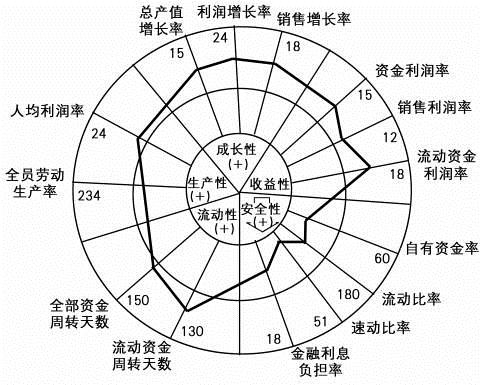 总产值
增长率
利润增长率
销售增长率
15
24
18
资金利润率
15
人均利润率
24
销售利润率
12
全员劳动
生产率
234
流动资金
利润率
18
成长性
(+)
生产性
(+)
收益性
流动性
(+)
安全性
(+)
自有资金率
60
全部资金
周转天数
150
流动比率
180
流动资金
周转天数
130
速动比率
51
金融利息
负担率
18